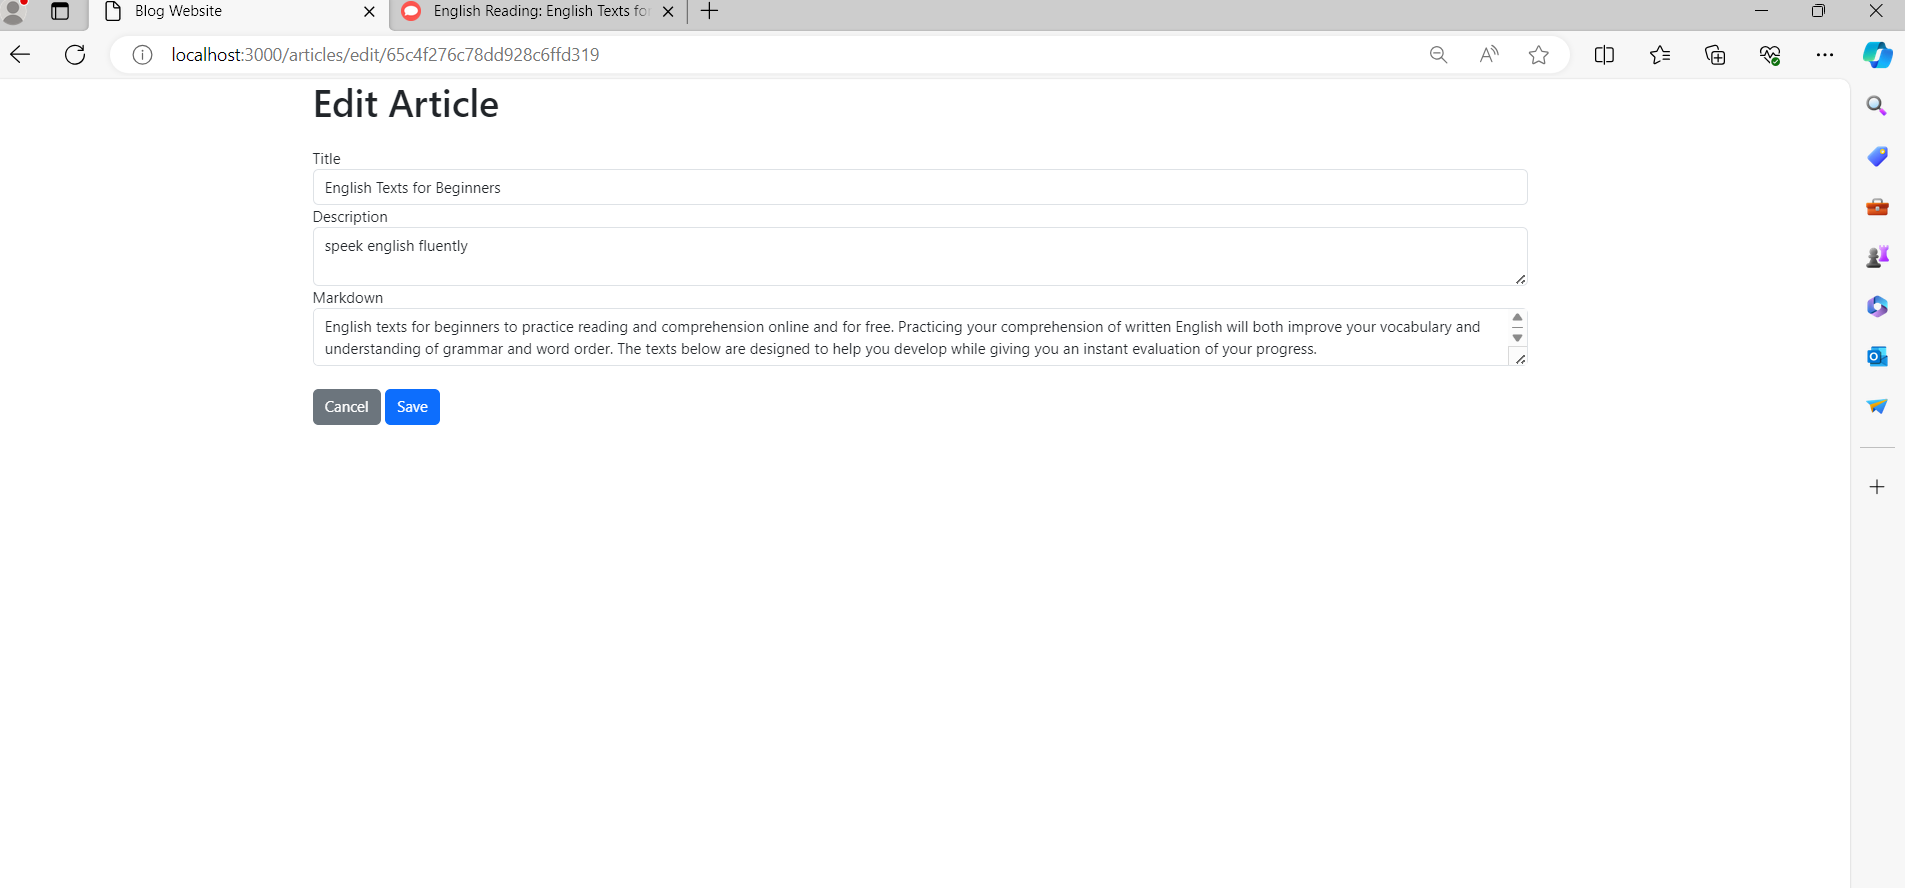 Blog Website
English Reading: English Texts for
localhost:3000/articles/edit/65c4f276c78dd928c6ffd319
Edit Article
Title
English Texts for Beginners
Description
speek english fluently
Markdown
English texts for beginners to practice reading and comprehension online and for free. Practicing your comprehension of written English will both improve your vocabulary and
understanding of grammar and word order. The texts below are designed to help you develop while giving you an instant evaluation of your progress.
Cancel Save